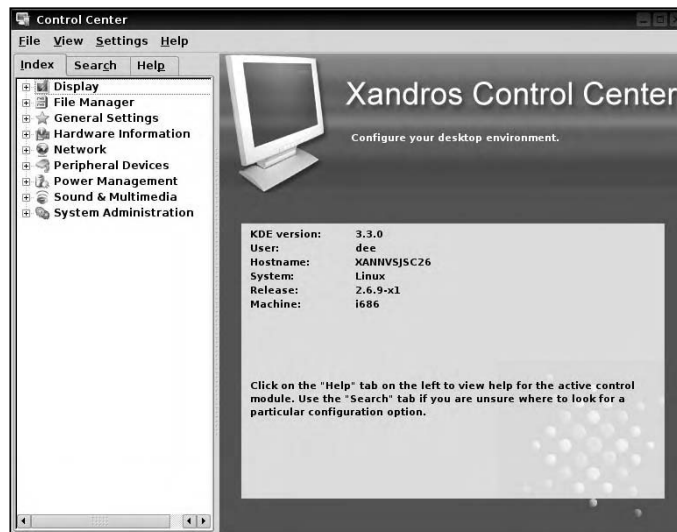 Control Center
File View Settings Help
Index Search Help
Display
File Manager
General Settings
Hardware Information
Network
Peripheral Devices
Power Management
Sound & Multimedia
System Administration
Xandros Control Center
Configure your desktop environment.
KDE version: 3.3.0
User: dee
Hostname: XANNVSJSC26
System: Linux
Release: 2.6.9-x1
Machine: i686
Click on the "Help" tab on the left to view help for the active control
module. Use the "Search" tab if you are unsure where to look for a
particular configuration option.